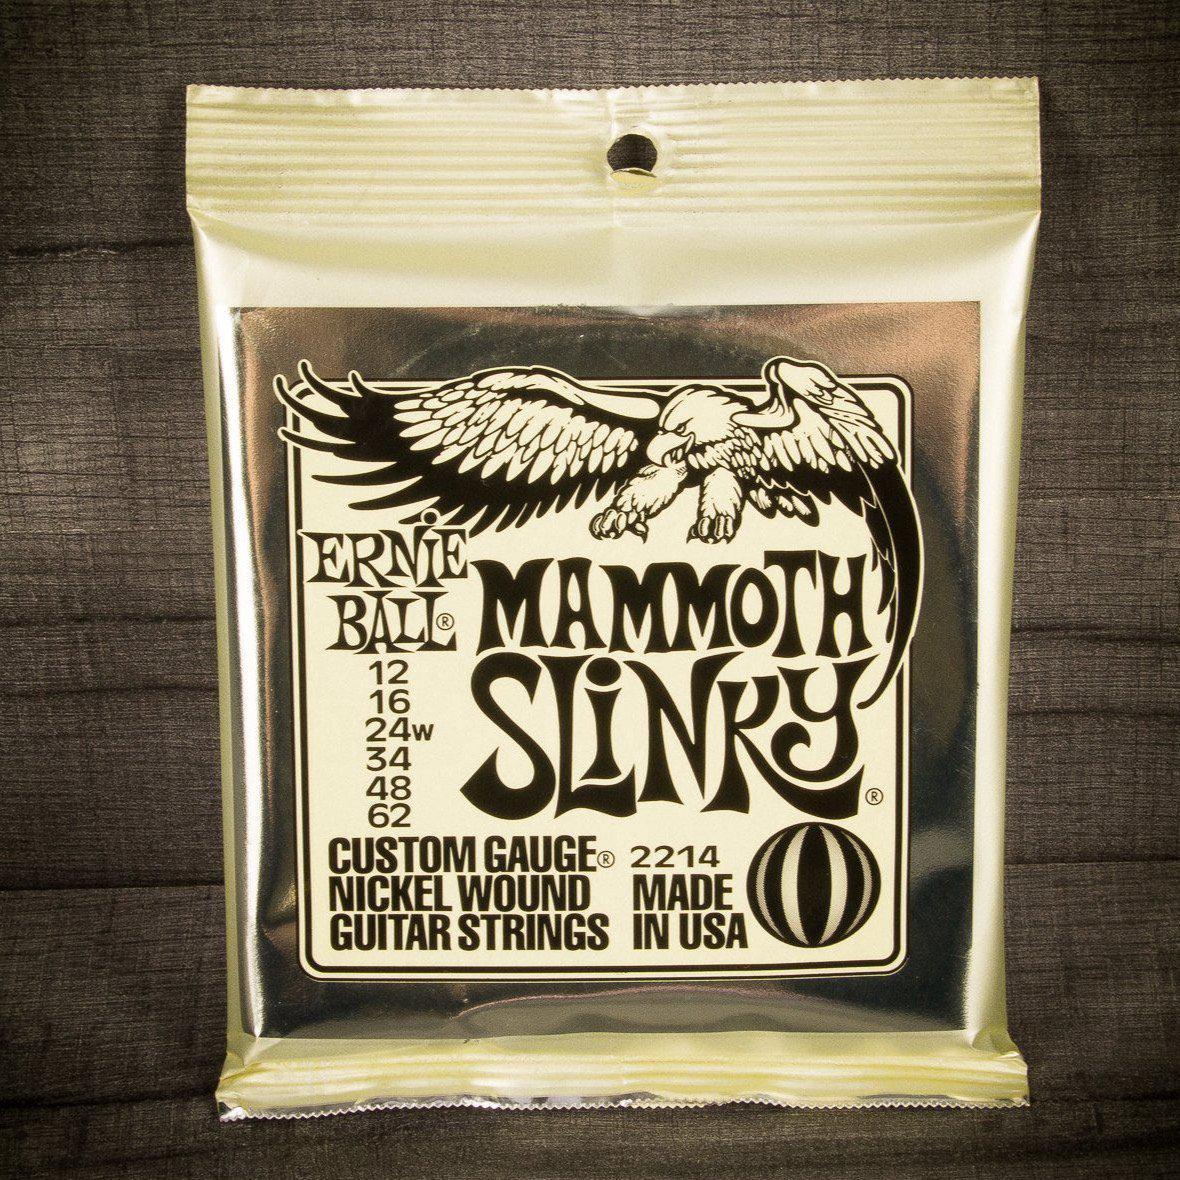 ERNiE
BALL®
MAMMOTH
SLiNKY®
12
16
24W
34
48
62
CUSTOM GAUGE® 2214
NICKEL WOUND MADE
GUITAR STRINGS IN USA